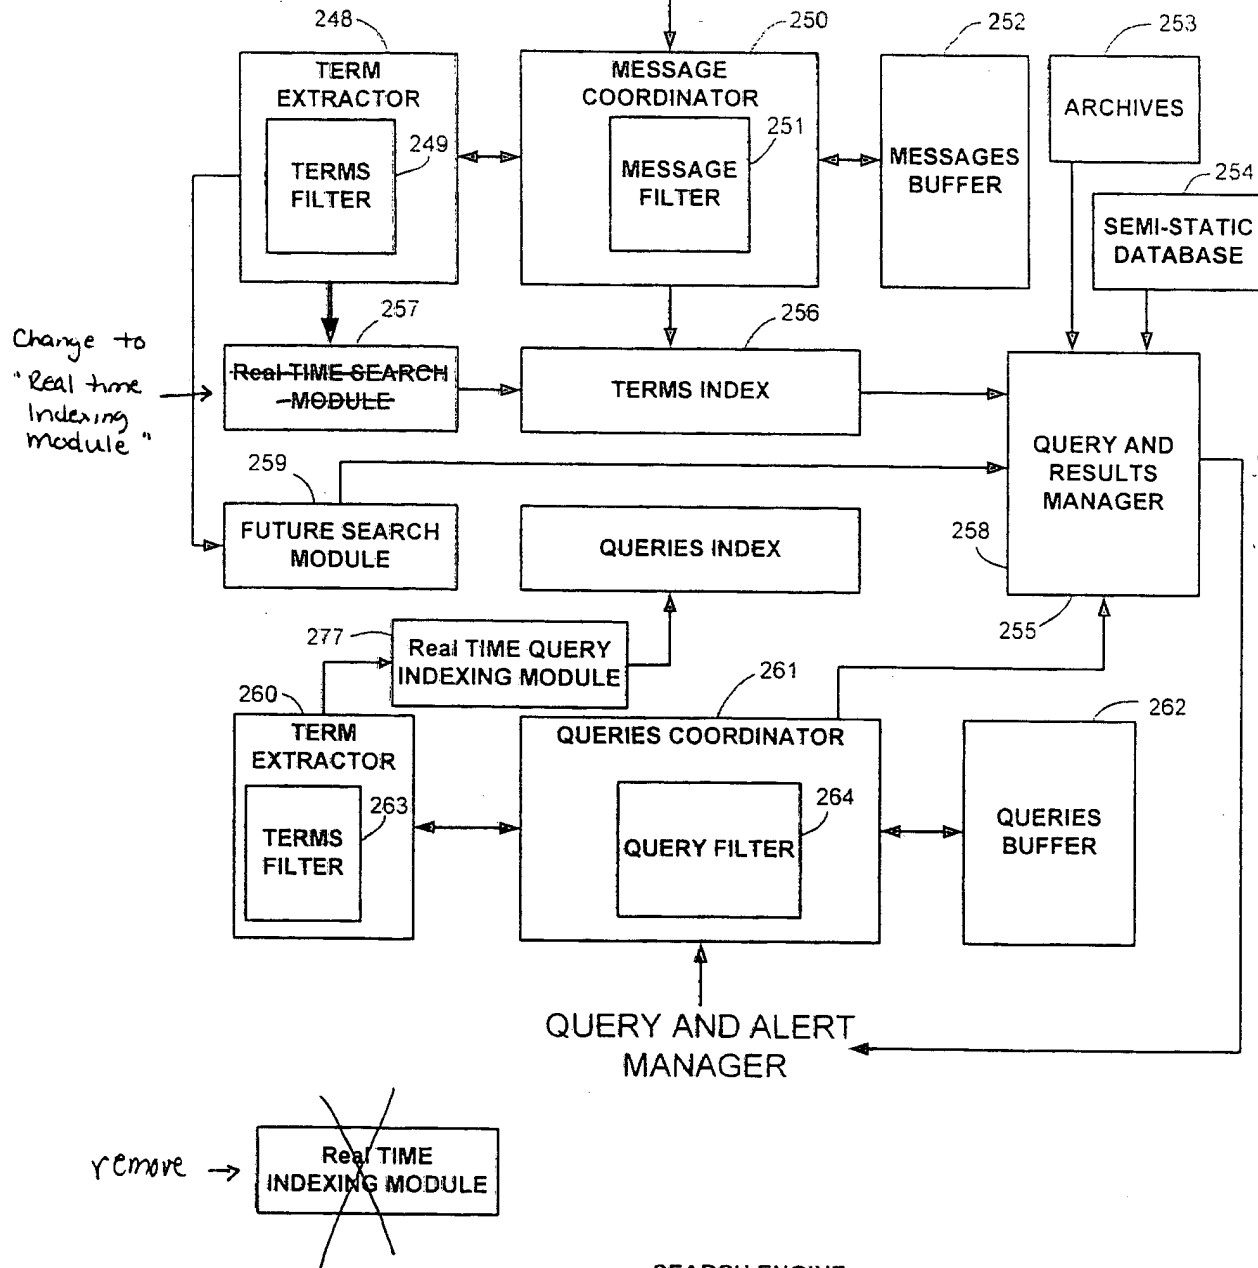 248
250
252
253
TERM
EXTRACTOR
MESSAGE
COORDINATOR
ARCHIVES
249
TERMS
FILTER
251
MESSAGE
FILTER
MESSAGES
BUFFER
254
SEMI-STATIC
DATABASE
257
256
Change to
"Real time
Indexing
Module"
Real TIME SEARCH
MODULE
TERMS INDEX
QUERY AND
RESULTS
MANAGER
259
FUTURE SEARCH
MODULE
QUERIES INDEX
258
255
277
Real TIME QUERY
INDEXING MODULE
261
260
262
TERM
EXTRACTOR
QUERIES COORDINATOR
263
TERMS
FILTER
264
QUERY FILTER
QUERIES
BUFFER
QUERY AND ALERT
MANAGER
remove
Real TIME
INDEXING MODULE
SEARCH ENGINE